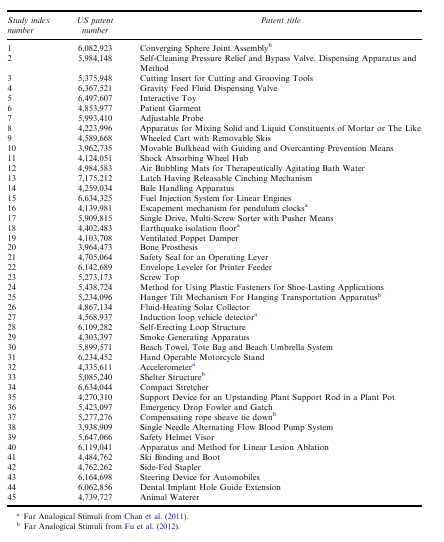 Study index number US patent number Patent title
1 6,082,923 Converging Sphere Joint Assembly^b
2 5,984,148 Self-Cleaning Pressure Relief and Bypass Valve, Dispensing Apparatus and
Method
3 5,375,948 Cutting Insert for Cutting and Grooving Tools
4 6,367,521 Gravity Feed Fluid Dispensing Valve
5 6,497,607 Interactive Toy
6 4,853,977 Patient Garment
7 5,993,410 Adjustable Probe
8 4,223,996 Apparatus for Mixing Solid and Liquid Constituents of Mortar or The Like
9 4,589,668 Wheeled Cart with Removable Skis
10 3,962,735 Movable Bulkhead with Guiding and Overcanting Prevention Means
11 4,124,051 Shock Absorbing Wheel Hub
12 4,984,583 Air Bubbling Mats for Therapeutically Agitating Bath Water
13 7,175,212 Latch Having Releasable Cinching Mechanism
14 4,259,034 Bale Handling Apparatus
15 6,634,325 Fuel Injection System for Linear Engines
16 4,139,981 Escapement mechanism for pendulum clocks^a
17 5,909,815 Single Drive, Multi-Screw Sorter with Pusher Means
18 4,402,483 Earthquake isolation floor^a
19 4,103,708 Ventilated Poppet Damper
20 3,964,473 Bone Prosthesis
21 4,705,064 Safety Seal for an Operating Lever
22 6,142,689 Envelope Leveler for Printer Feeder
23 5,273,173 Screw Top
24 5,438,724 Method for Using Plastic Fasteners for Shoe-Lasting Applications
25 5,234,096 Hanger Tilt Mechanism For Hanging Transportation Apparatus^b
26 4,867,134 Fluid-Heating Solar Collector
27 4,568,937 Induction loop vehicle detector^a
28 6,109,282 Self-Erecting Loop Structure
29 4,303,397 Smoke Generating Apparatus
30 5,899,571 Beach Towel, Tote Bag and Beach Umbrella System
31 6,234,452 Hand Operable Motorcycle Stand
32 4,335,611 Accelerometer^a
33 5,085,240 Shelter Structure^b
34 6,634,044 Compact Stretcher
35 4,270,310 Support Device for an Upstanding Plant Support Rod in a Plant Pot
36 5,423,097 Emergency Drop Fowler and Gatch
37 5,277,276 Compensating rope sheave tie down^b
38 3,938,909 Single Needle Alternating Flow Blood Pump System
39 5,647,066 Safety Helmet Visor
40 6,119,041 Apparatus and Method for Linear Lesion Ablation
41 4,484,762 Ski Binding and Boot
42 4,762,262 Side-Fed Stapler
43 6,164,698 Steering Device for Automobiles
44 6,062,856 Dental Implant Hole Guide Extension
45 4,739,727 Animal Waterer
^a Far Analogical Stimuli from Chan et al. (2011).
^b Far Analogical Stimuli from Fu et al. (2012).